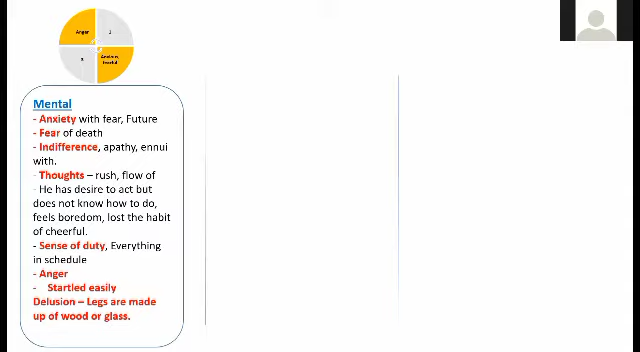 Anger
1
3
Anxious,
fearful
Mental
- Anxiety with fear, Future
- Fear of death
- Indifference, apathy, ennui
with.
- Thoughts – rush, flow of
- He has desire to act but
does not know how to do,
feels boredom, lost the habit
of cheerful.
- Sense of duty, Everything
in schedule
- Anger
- Startled easily
Delusion – Legs are made
up of wood or glass.